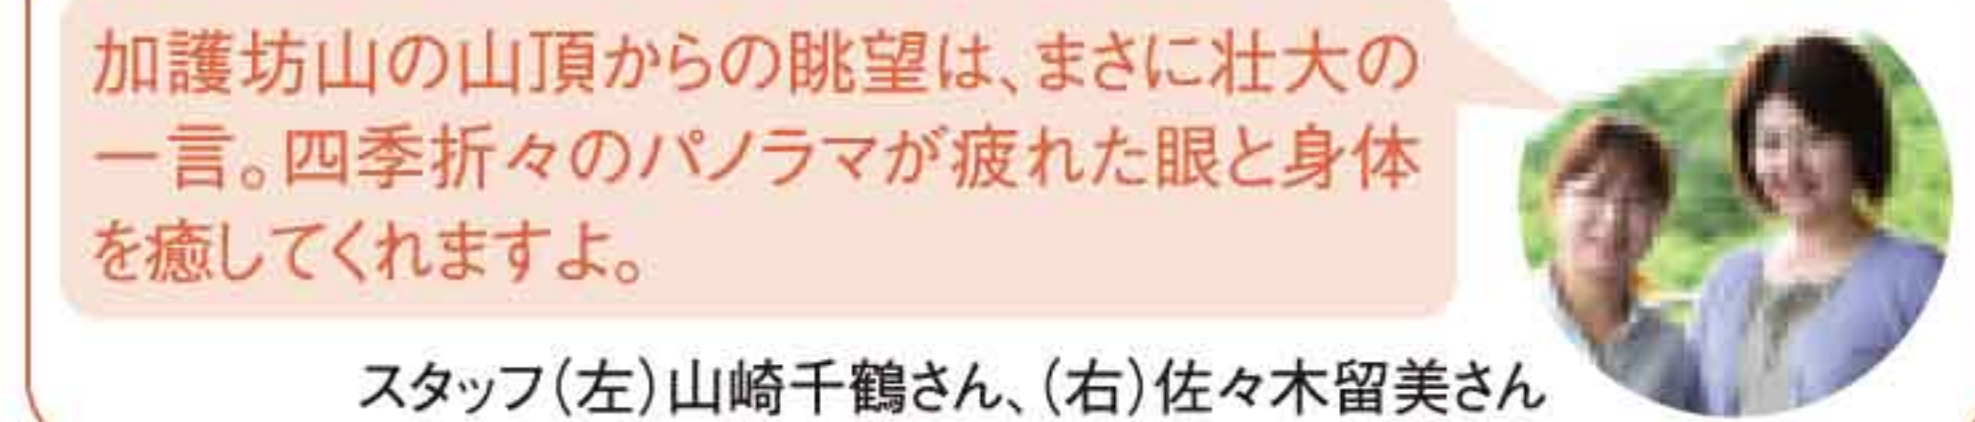 加護坊山の山頂からの眺望は、まさに壮大の
一言。四季折々のパノラマが疲れた眼と身体
を癒してくれますよ。
スタッフ(左)山崎千鶴さん、(右)佐々木留美さん